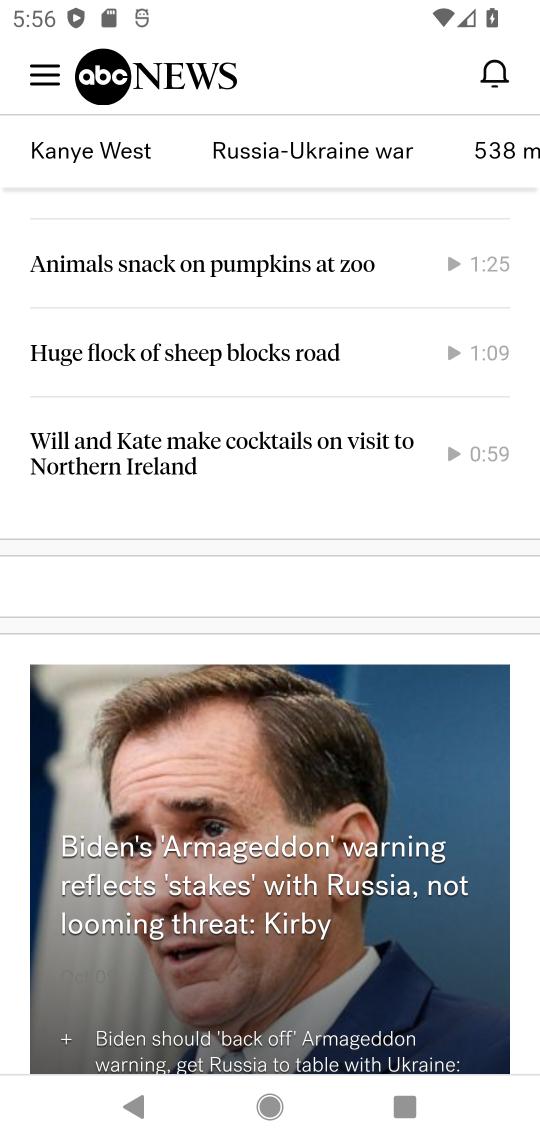 5:56
abc NEWS
Kanye West Russia-Ukraine war 538 m
Animals snack on pumpkins at zoo 1:25
Huge flock of sheep blocks road 1:09
Will and Kate make cocktails on visit to 0:59
Northern Ireland
Biden's 'Armageddon' warning
reflects 'stakes' with Russia, not
looming threat: Kirby
Oct 09
+ Biden should 'back off' Armageddon
warning, get Russia to table with Ukraine: